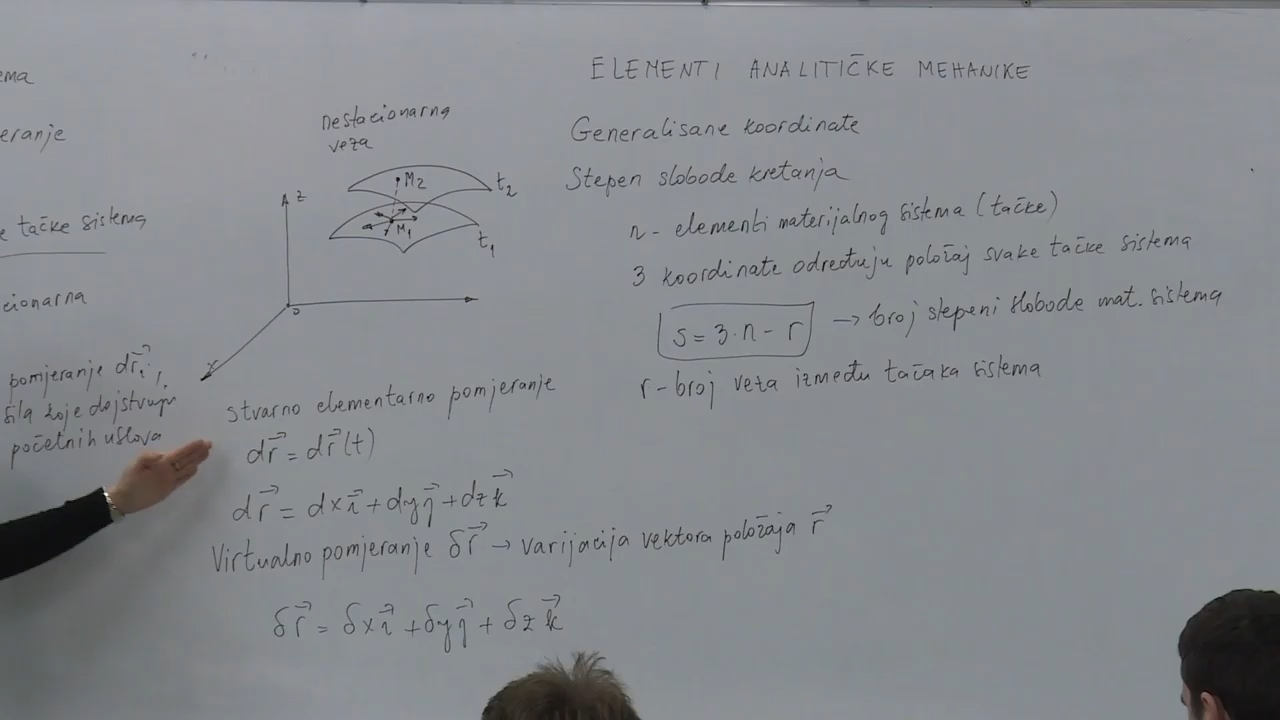 ema
eranje
e tačke sistema
cionarna
pomjeranje dr⃗ᵢ,
sila koje dejstvuju
početnih uslova
nestacionarna
veza
z
M2
t2
M1
t1
stvarno elementarno pomjeranje
dr⃗ = dr⃗(t)
dr⃗ = dx i⃗ + dy j⃗ + dz k⃗
Virtualno pomjeranje δr⃗ → varijacija vektora položaja r⃗
δr⃗ = δx i⃗ + δy j⃗ + δz k⃗
ELEMENTI ANALITIČKE MEHANIKE
Generalisane koordinate
Stepen slobode kretanja
n - elementi materijalnog sistema (tačke)
3 koordinate određuju položaj svake tačke sistema
s = 3·n - r → broj stepeni slobode mat. sistema
r - broj veza između tačaka sistema